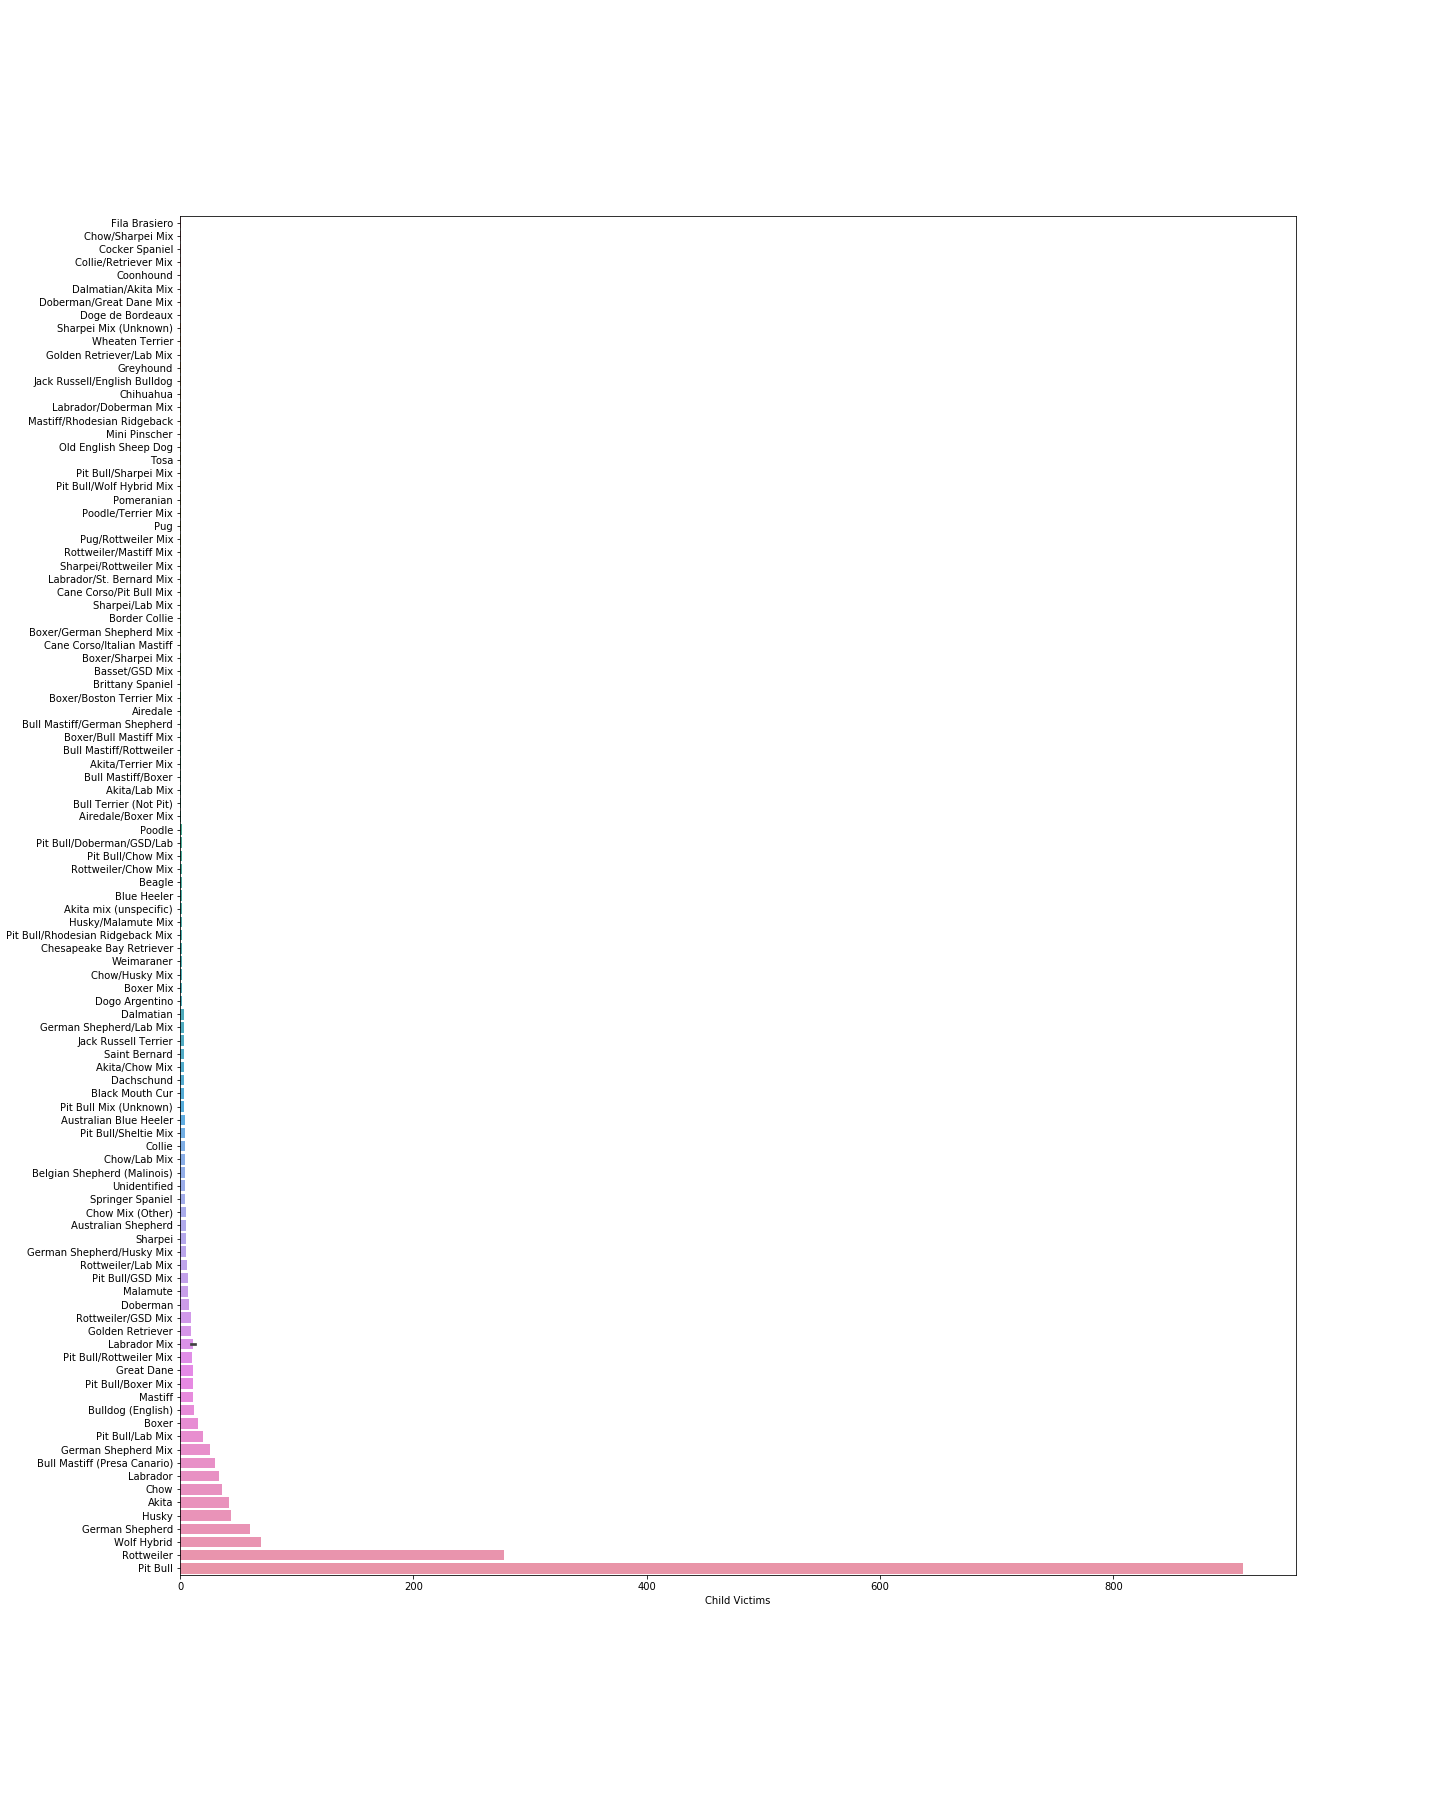 Fila Brasiero
Chow/Sharpei Mix
Cocker Spaniel
Collie/Retriever Mix
Coonhound
Dalmatian/Akita Mix
Doberman/Great Dane Mix
Doge de Bordeaux
Sharpei Mix (Unknown)
Wheaten Terrier
Golden Retriever/Lab Mix
Greyhound
Jack Russell/English Bulldog
Chihuahua
Labrador/Doberman Mix
Mastiff/Rhodesian Ridgeback
Mini Pinscher
Old English Sheep Dog
Tosa
Pit Bull/Sharpei Mix
Pit Bull/Wolf Hybrid Mix
Pomeranian
Poodle/Terrier Mix
Pug
Pug/Rottweiler Mix
Rottweiler/Mastiff Mix
Sharpei/Rottweiler Mix
Labrador/St. Bernard Mix
Cane Corso/Pit Bull Mix
Sharpei/Lab Mix
Border Collie
Boxer/German Shepherd Mix
Cane Corso/Italian Mastiff
Boxer/Sharpei Mix
Basset/GSD Mix
Brittany Spaniel
Boxer/Boston Terrier Mix
Airedale
Bull Mastiff/German Shepherd
Boxer/Bull Mastiff Mix
Bull Mastiff/Rottweiler
Akita/Terrier Mix
Bull Mastiff/Boxer
Akita/Lab Mix
Bull Terrier (Not Pit)
Airedale/Boxer Mix
Poodle
Pit Bull/Doberman/GSD/Lab
Pit Bull/Chow Mix
Rottweiler/Chow Mix
Beagle
Blue Heeler
Akita mix (unspecific)
Husky/Malamute Mix
Pit Bull/Rhodesian Ridgeback Mix
Chesapeake Bay Retriever
Weimaraner
Chow/Husky Mix
Boxer Mix
Dogo Argentino
Dalmatian
German Shepherd/Lab Mix
Jack Russell Terrier
Saint Bernard
Akita/Chow Mix
Dachschund
Black Mouth Cur
Pit Bull Mix (Unknown)
Australian Blue Heeler
Pit Bull/Sheltie Mix
Collie
Chow/Lab Mix
Belgian Shepherd (Malinois)
Unidentified
Springer Spaniel
Chow Mix (Other)
Australian Shepherd
Sharpei
German Shepherd/Husky Mix
Rottweiler/Lab Mix
Pit Bull/GSD Mix
Malamute
Doberman
Rottweiler/GSD Mix
Golden Retriever
Labrador Mix
Pit Bull/Rottweiler Mix
Great Dane
Pit Bull/Boxer Mix
Mastiff
Bulldog (English)
Boxer
Pit Bull/Lab Mix
German Shepherd Mix
Bull Mastiff (Presa Canario)
Labrador
Chow
Akita
Husky
German Shepherd
Wolf Hybrid
Rottweiler
Pit Bull
0 200 400 600 800
Child Victims